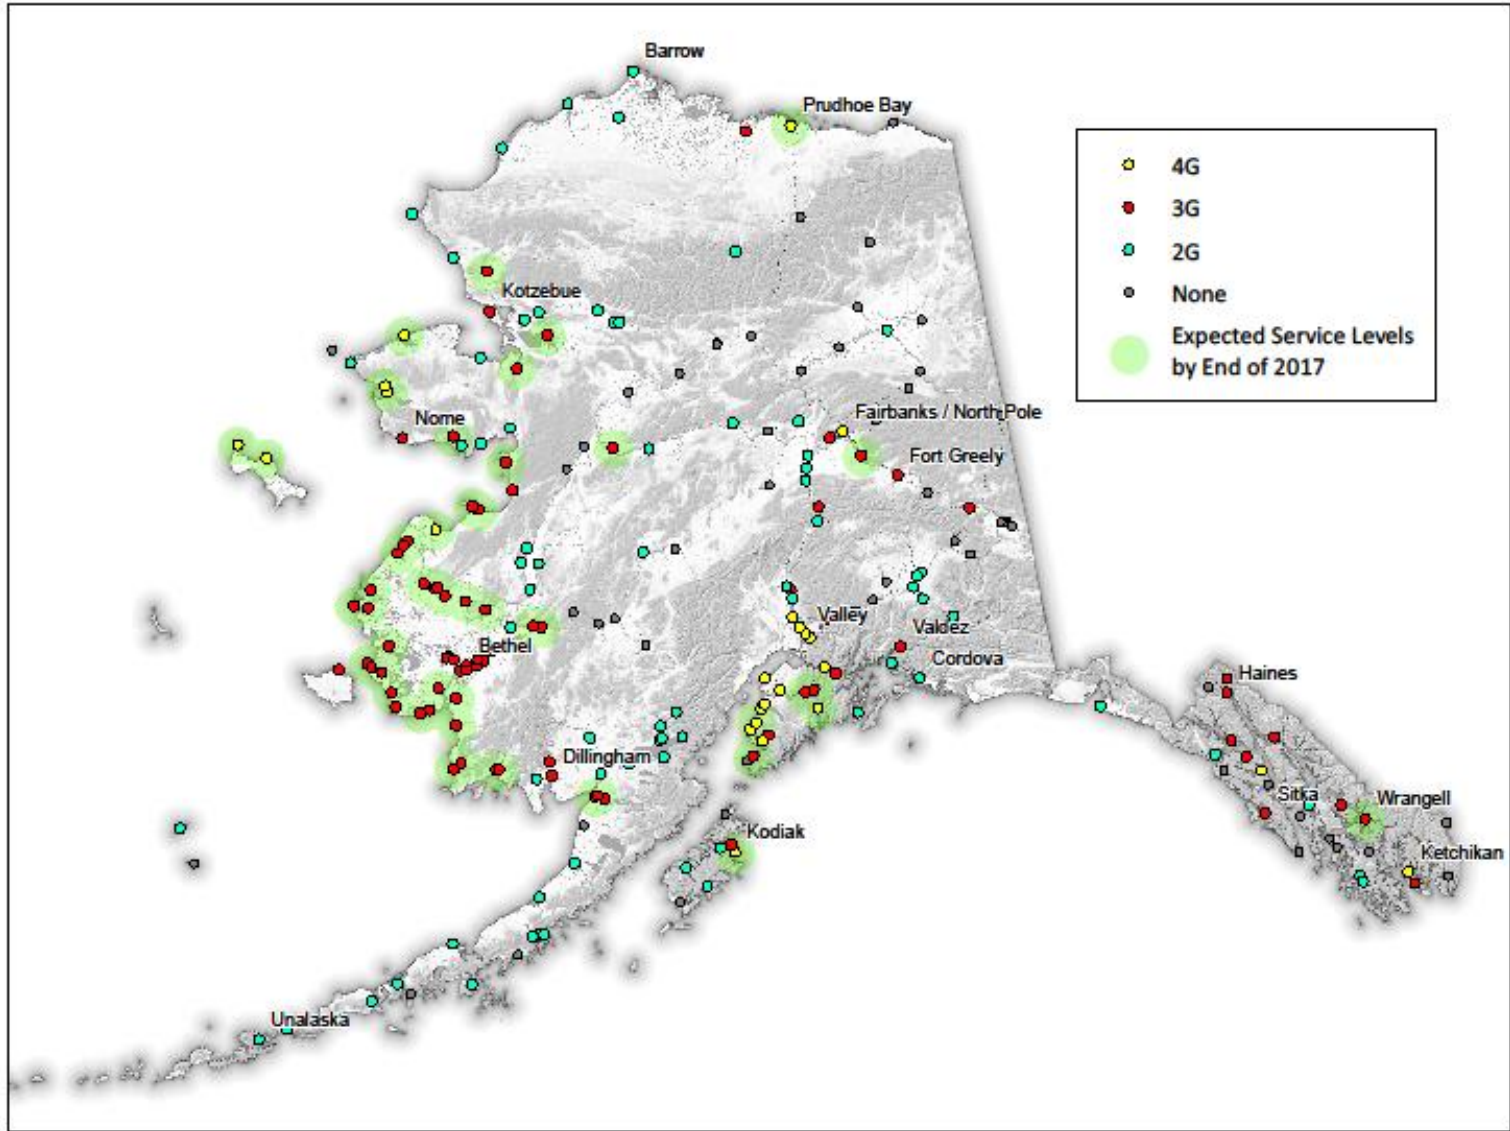 Barrow
Prudhoe Bay
4G
3G
2G
None
Expected Service Levels
by End of 2017
Kotzebue
Nome
Fairbanks / North Pole
Fort Greely
Valley
Valdez
Bethel
Cordova
Haines
Dillingham
Sitka
Wrangell
Kodiak
Ketchikan
Unalaska